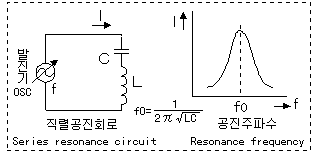 I
C
발진기
OSC
f
L
직렬공진회로
f0= 1 / 2π√LC
Series resonance circuit
I
f0
f
공진주파수
Resonance frequency